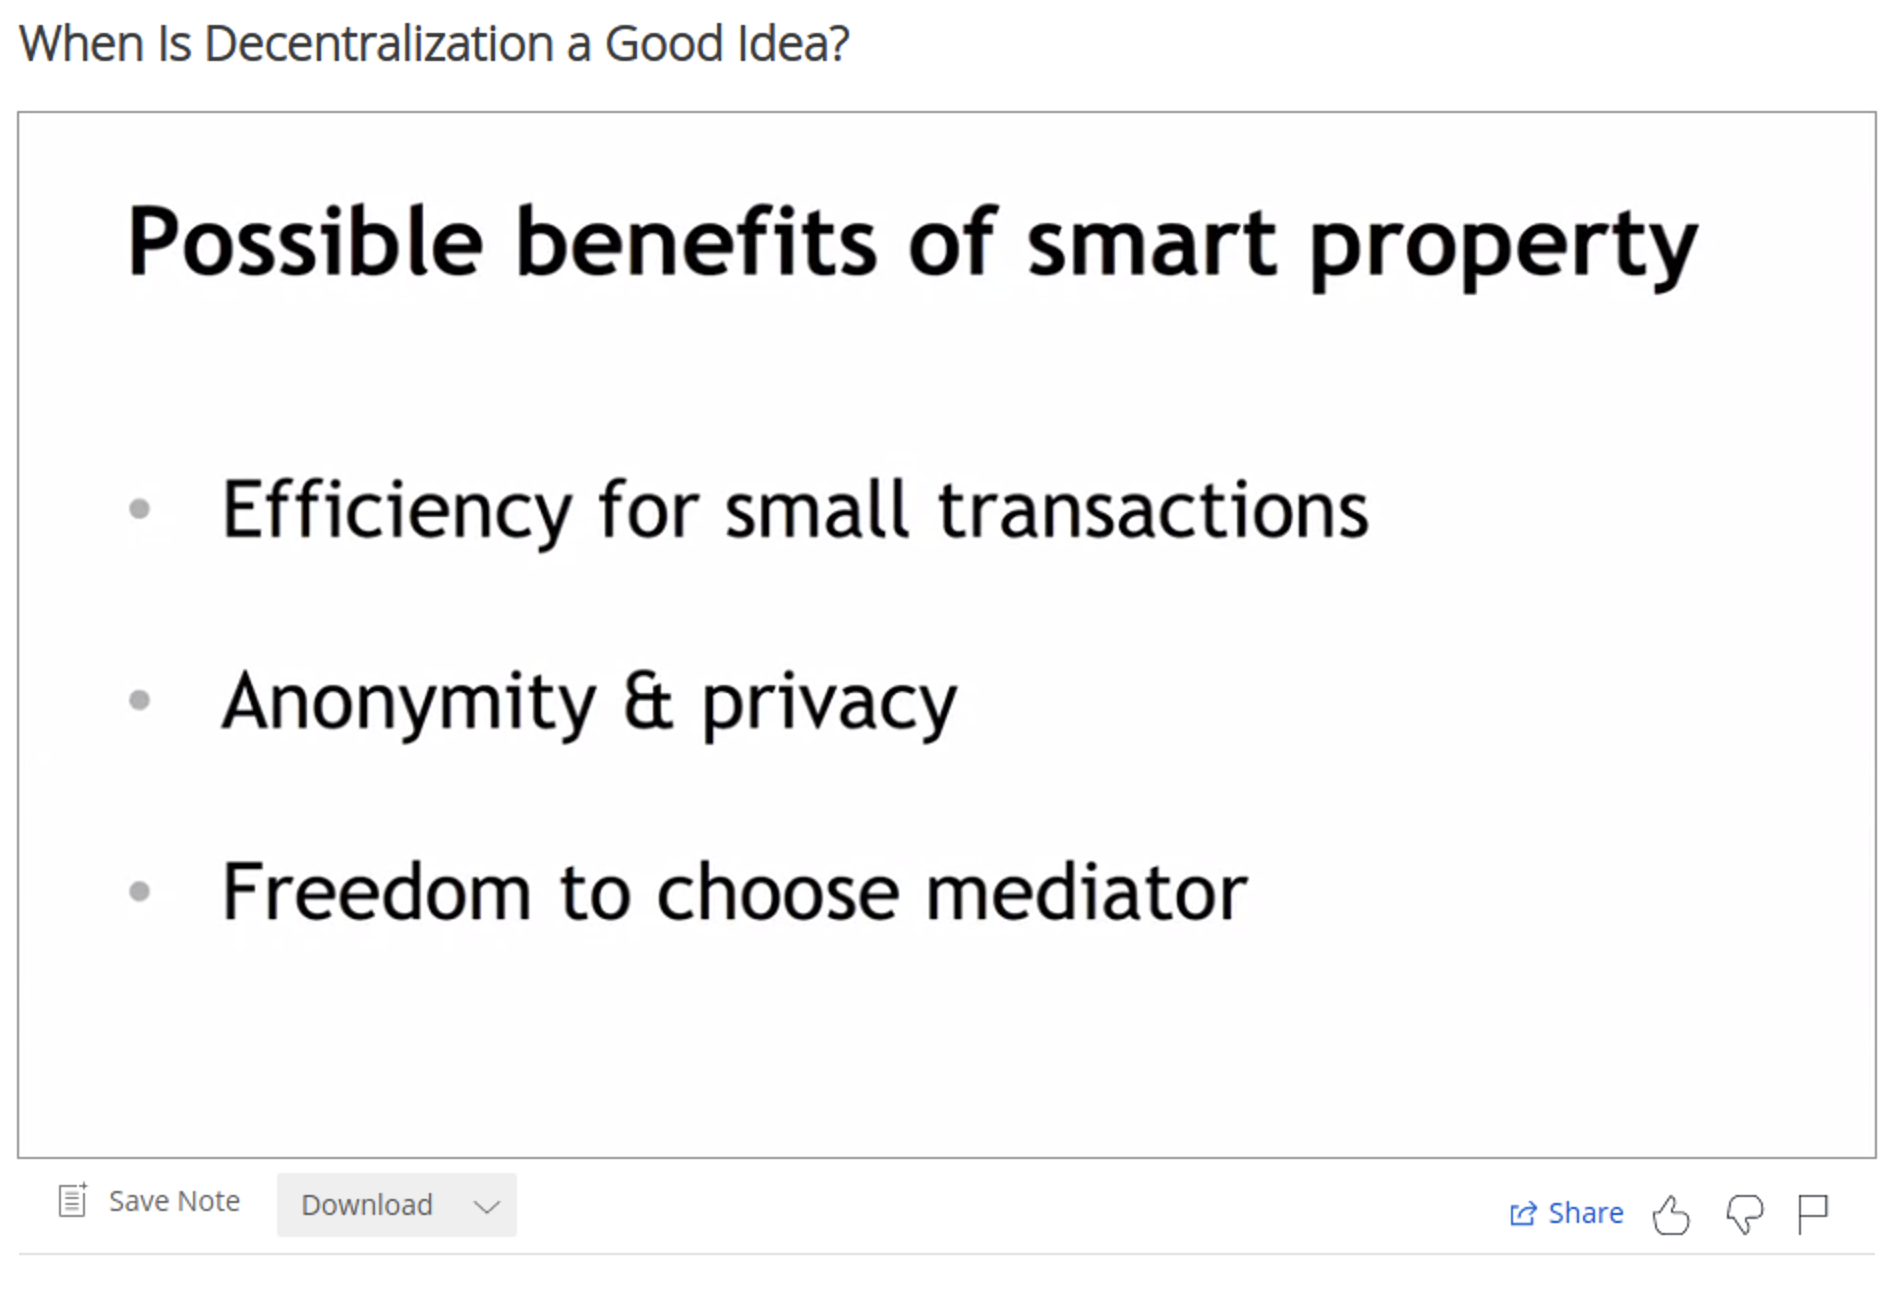 When Is Decentralization a Good Idea?
Possible benefits of smart property
• Efficiency for small transactions
• Anonymity & privacy
• Freedom to choose mediator
Save Note Download Share